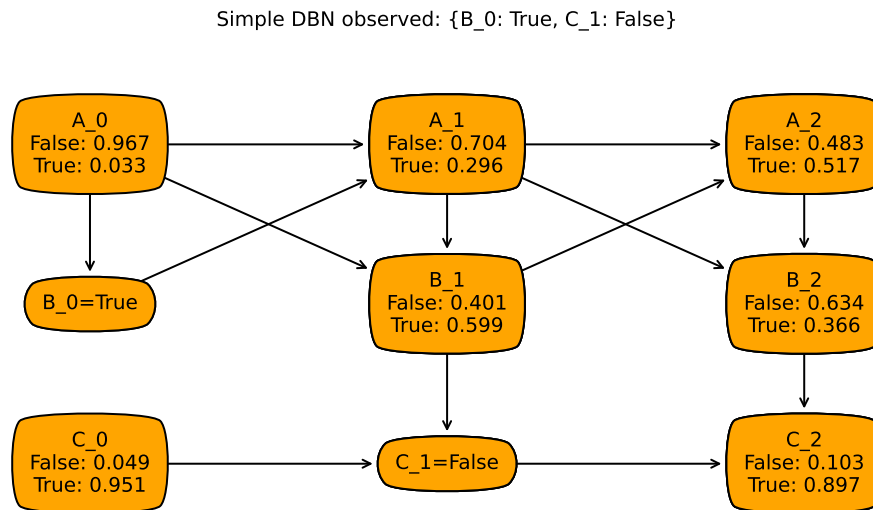 Simple DBN observed: {B_0: True, C_1: False}
A_0
False: 0.967
True: 0.033
A_1
False: 0.704
True: 0.296
A_2
False: 0.483
True: 0.517
B_0=True
B_1
False: 0.401
True: 0.599
B_2
False: 0.634
True: 0.366
C_0
False: 0.049
True: 0.951
C_1=False
C_2
False: 0.103
True: 0.897